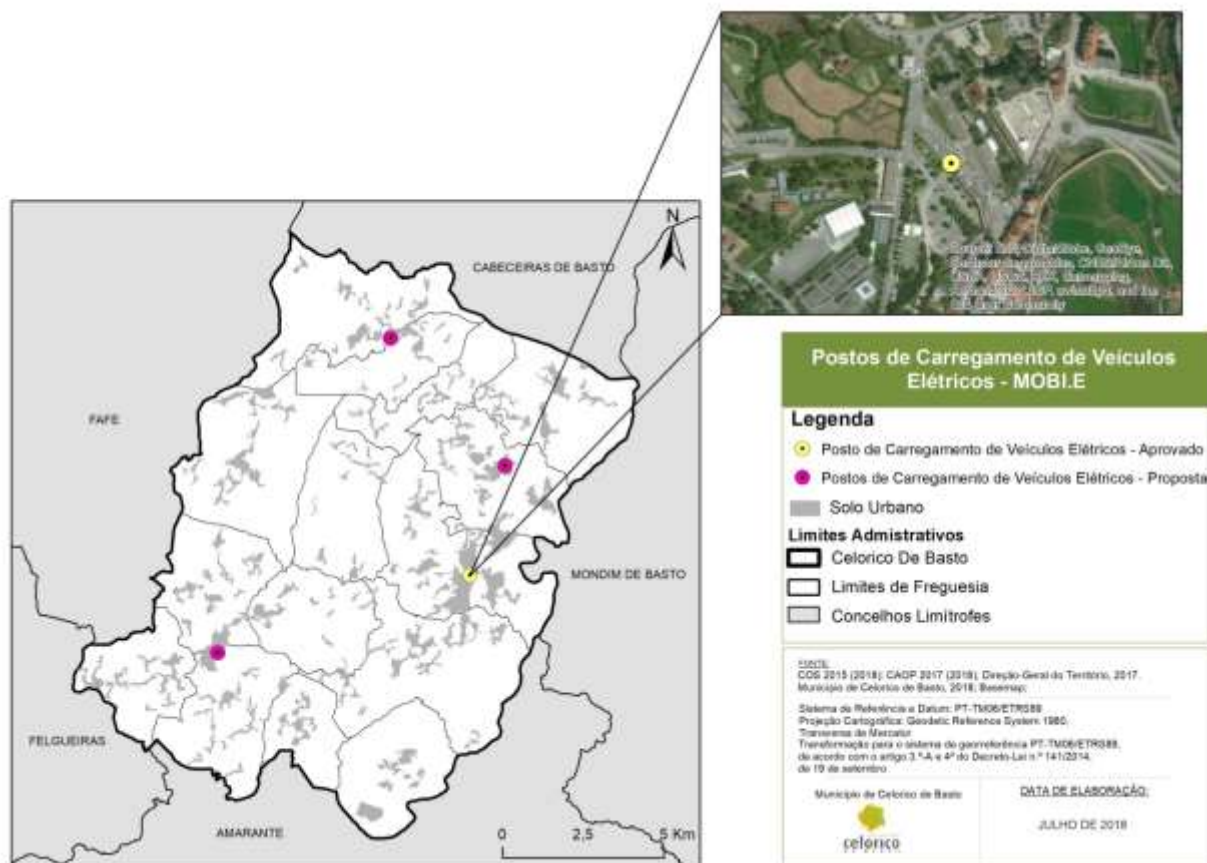 N
CABECEIRAS DE BASTO
FAFE
MONDIM DE BASTO
FELGUEIRAS
AMARANTE
0 2,5 5 Km
Postos de Carregamento de Veículos
Elétricos - MOBI.E
Legenda
Posto de Carregamento de Veículos Elétricos - Aprovado
Postos de Carregamento de Veículos Elétricos - Proposta
Solo Urbano
Limites Admistrativos
Celorico De Basto
Limites de Freguesia
Concelhos Limítrofes
FONTE:
COS 2015 (2018); CAOP 2017 (2018), Direção-Geral do Território, 2017.
Município de Celorico de Basto, 2018; Basemap;
Sistema de Referência e Datum: PT-TM06/ETRS89
Projeção Cartográfica: Geodetic Reference System 1980.
Transversa de Mercator
Transformação para o sistema de georreferência PT-TM06/ETRS89,
de acordo com o artigo 3.º-A e 4º do Decreto-Lei n.º 141/2014,
de 19 de setembro
Município de Celorico de Basto
celorico
DATA DE ELABORAÇÃO:
JULHO DE 2018